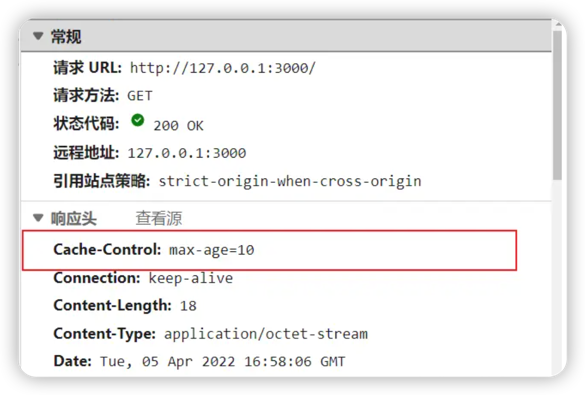 常规
请求 URL: http://127.0.0.1:3000/
请求方法: GET
状态代码: 200 OK
远程地址: 127.0.0.1:3000
引用站点策略: strict-origin-when-cross-origin
响应头 查看源
Cache-Control: max-age=10
Connection: keep-alive
Content-Length: 18
Content-Type: application/octet-stream
Date: Tue, 05 Apr 2022 16:58:06 GMT